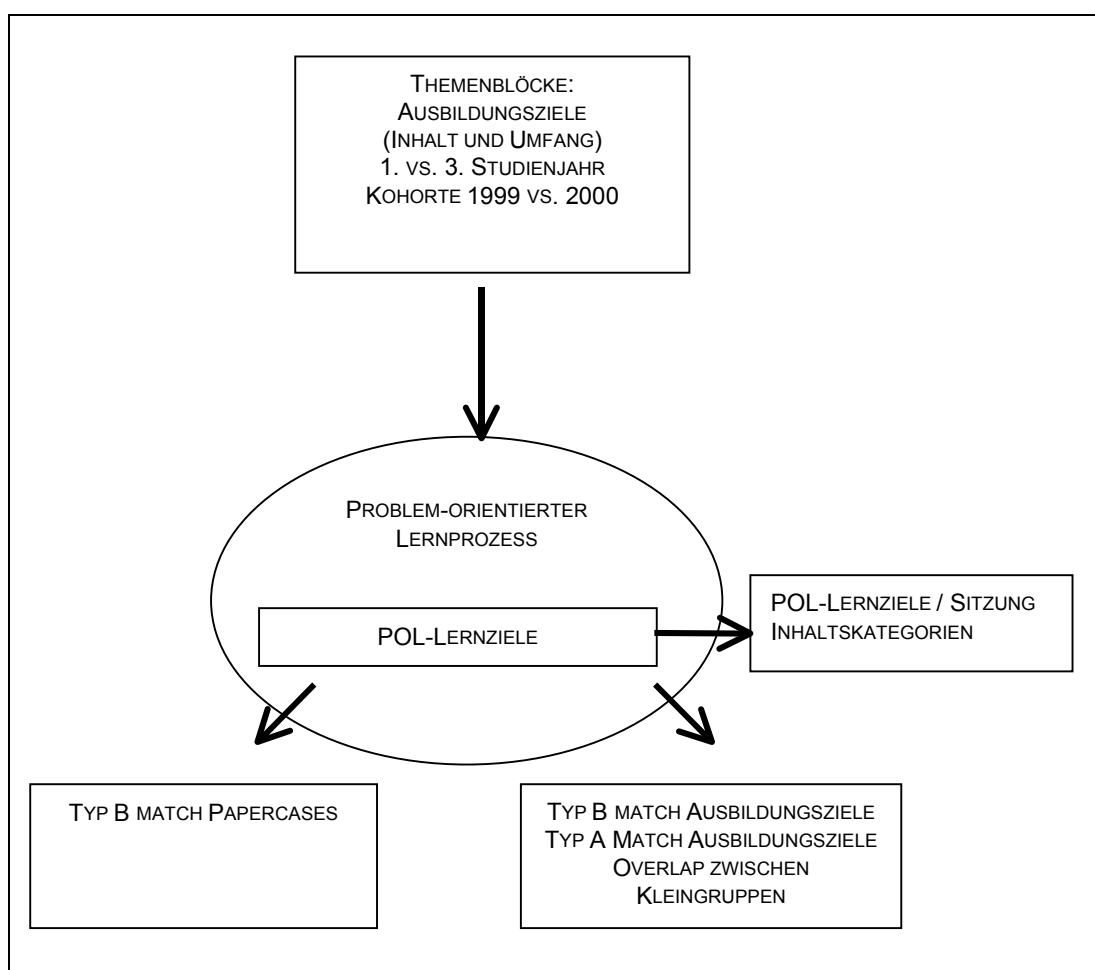 THEMENBLÖCKE:
AUSBILDUNGSZIELE
(INHALT UND UMFANG)
1. VS. 3. STUDIENJAHR
KOHORTE 1999 VS. 2000
PROBLEM-ORIENTIERTER
LERNPROZESS
POL-LERNZIELE
POL-LERNZIELE / SITZUNG
INHALTSKATEGORIEN
TYP B MATCH PAPERCASES
TYP B MATCH AUSBILDUNGSZIELE
TYP A MATCH AUSBILDUNGSZIELE
OVERLAP ZWISCHEN
KLEINGRUPPEN